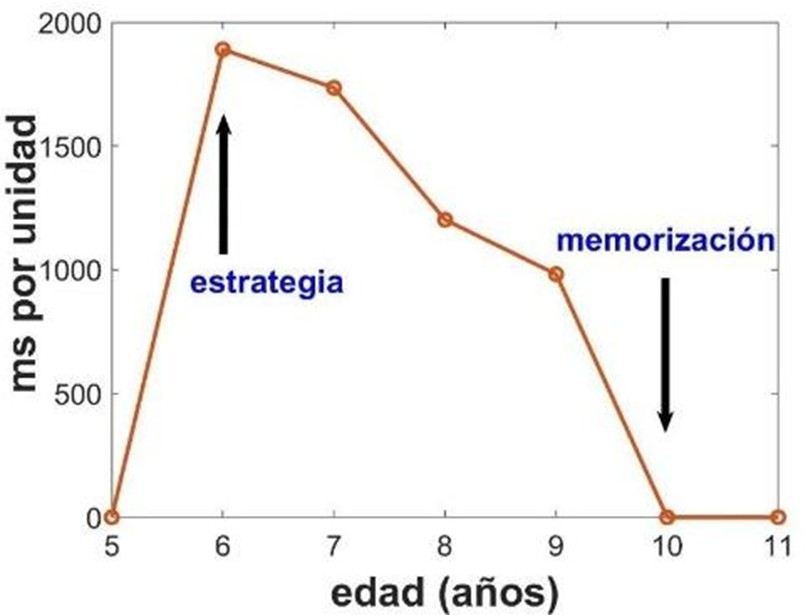 2000
1500
1000
500
0
ms por unidad
estrategia
memorización
5 6 7 8 9 10 11
edad (años)